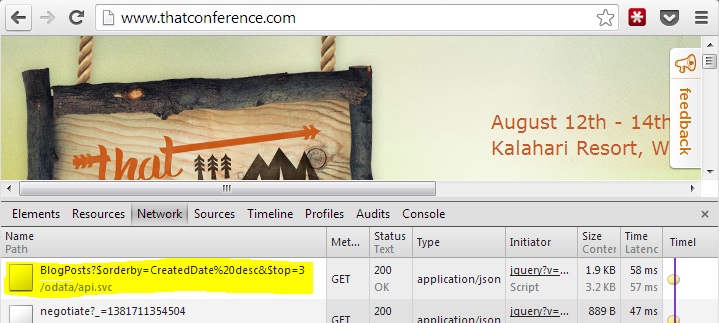 www.thatconference.com
that
August 12th - 14th
Kalahari Resort, W
feedback
Elements Resources Network Sources Timeline Profiles Audits Console
Name Met... Status Type Initiator Size Time Timel
Path Text Conten Latenc
BlogPosts?$orderby=CreatedDate%20desc&$top=3 GET 200 application/json jquery?v=... 1.9 KB 58 ms
/odata/api.svc OK Script 3.2 KB 57 ms
negotiate?_=1381711354504 GET 200 application/json jquery?v=... 889 B 47 ms